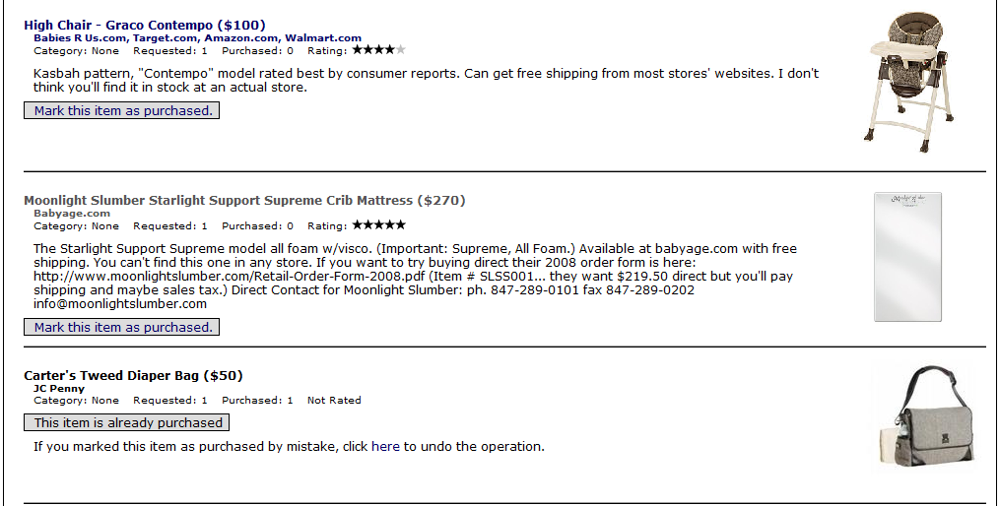 High Chair - Graco Contempo ($100)
Babies R Us.com, Target.com, Amazon.com, Walmart.com
Category: None Requested: 1 Purchased: 0 Rating: ★★★★★
Kasbah pattern, "Contempo" model rated best by consumer reports. Can get free shipping from most stores' websites. I don't
think you'll find it in stock at an actual store.
Mark this item as purchased.
Moonlight Slumber Starlight Support Supreme Crib Mattress ($270)
Babyage.com
Category: None Requested: 1 Purchased: 0 Rating: ★★★★★
The Starlight Support Supreme model all foam w/visco. (Important: Supreme, All Foam.) Available at babyage.com with free
shipping. You can't find this one in any store. If you want to try buying direct their 2008 order form is here:
http://www.moonlightslumber.com/Retail-Order-Form-2008.pdf (Item # SLSS001... they want $219.50 direct but you'll pay
shipping and maybe sales tax.) Direct Contact for Moonlight Slumber: ph. 847-289-0101 fax 847-289-0202
info@moonlightslumber.com
Mark this item as purchased.
Carter's Tweed Diaper Bag ($50)
JC Penny
Category: None Requested: 1 Purchased: 1 Not Rated
This item is already purchased
If you marked this item as purchased by mistake, click here to undo the operation.